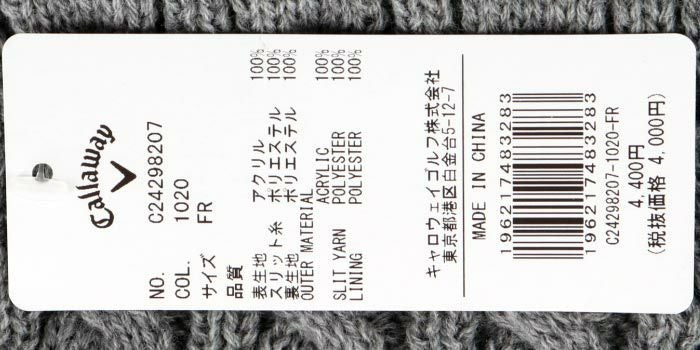 Callaway
NO. C24298207
COL. 1020
サイズ FR
品質
表生地 アクリル 100%
スリット糸 ポリエステル 100%
裏生地 ポリエステル 100%
OUTER MATERIAL
ACRYLIC 100%
SLIT YARN POLYESTER 100%
LINING POLYESTER 100%
キャロウェイゴルフ株式会社
東京都港区白金台5-12-7
MADE IN CHINA
1962174832​83
1962174832​83
C24298207-1020-FR
4,400円
(税抜価格 4,000円)